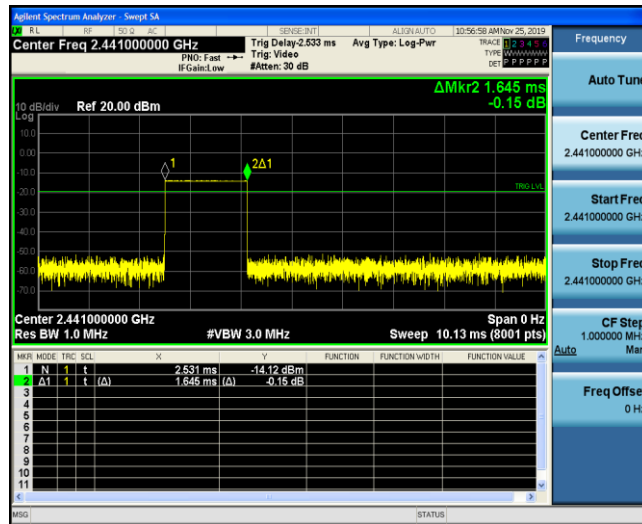 Agilent Spectrum Analyzer - Swept SA
RL RF 50 Ω AC SENSE:INT ALIGN AUTO 10:56:58 AM Nov 25, 2019
Center Freq 2.441000000 GHz
PNO: Fast
IFGain:Low
Trig Delay-2.533 ms
Trig: Video
#Atten: 30 dB
Avg Type: Log-Pwr
TRACE 1 2 3 4 5 6
TYPE WWWWWW
DET P P P P P P
ΔMkr2 1.645 ms
-0.15 dB
10 dB/div Ref 20.00 dBm
Log
10.0
0.00
-10.0
-20.0
-30.0
-40.0
-50.0
-60.0
-70.0
1
2Δ1
TRIG LVL
Center 2.441000000 GHz Span 0 Hz
Res BW 1.0 MHz #VBW 3.0 MHz Sweep 10.13 ms (8001 pts)
MKR MODE TRC SCL X Y FUNCTION FUNCTION WIDTH FUNCTION VALUE
1 N 1 t 2.531 ms -14.12 dBm
2 Δ1 1 t (Δ) 1.645 ms (Δ) -0.15 dB
3
4
5
6
7
8
9
10
11
MSG STATUS
Frequency
Auto Tune
Center Freq
2.441000000 GHz
Start Freq
2.441000000 GHz
Stop Freq
2.441000000 GHz
CF Step
1.000000 MHz
Auto Man
Freq Offset
0 Hz